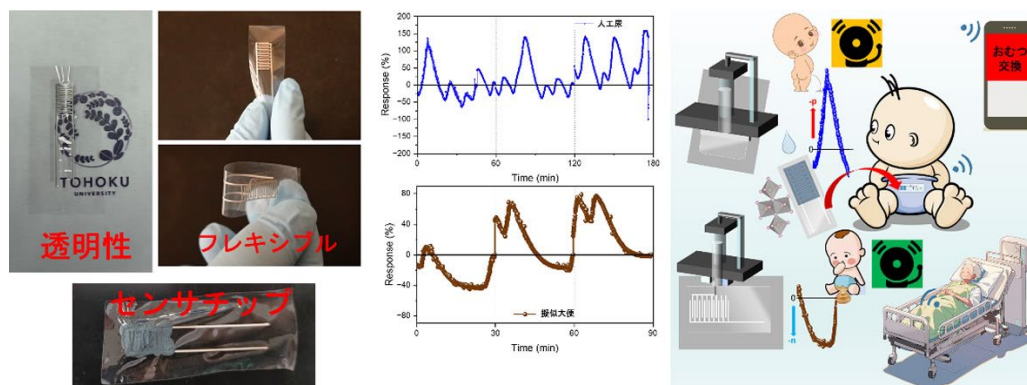 TOHOKU
UNIVERSITY
透明性
フレキシブル
センサチップ
200
150
100
50
0
-50
-100
-150
-200
Response (%)
人工尿
0
60
120
180
Time (min)
80
40
0
-40
-80
Response (%)
擬似大便
0
30
60
90
Time (min)
-p
0
0
-n
おむつ
交換